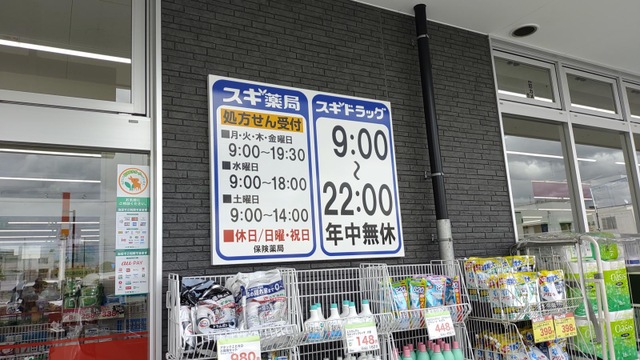 スギ薬局
処方せん受付
■月・火・木・金曜日
9:00〜19:30
■水曜日
9:00〜18:00
■土曜日
9:00〜14:00
■休日/日曜・祝日
保険薬局
スギドラッグ
9:00
〜
22:00
年中無休
980
148
448
398
398